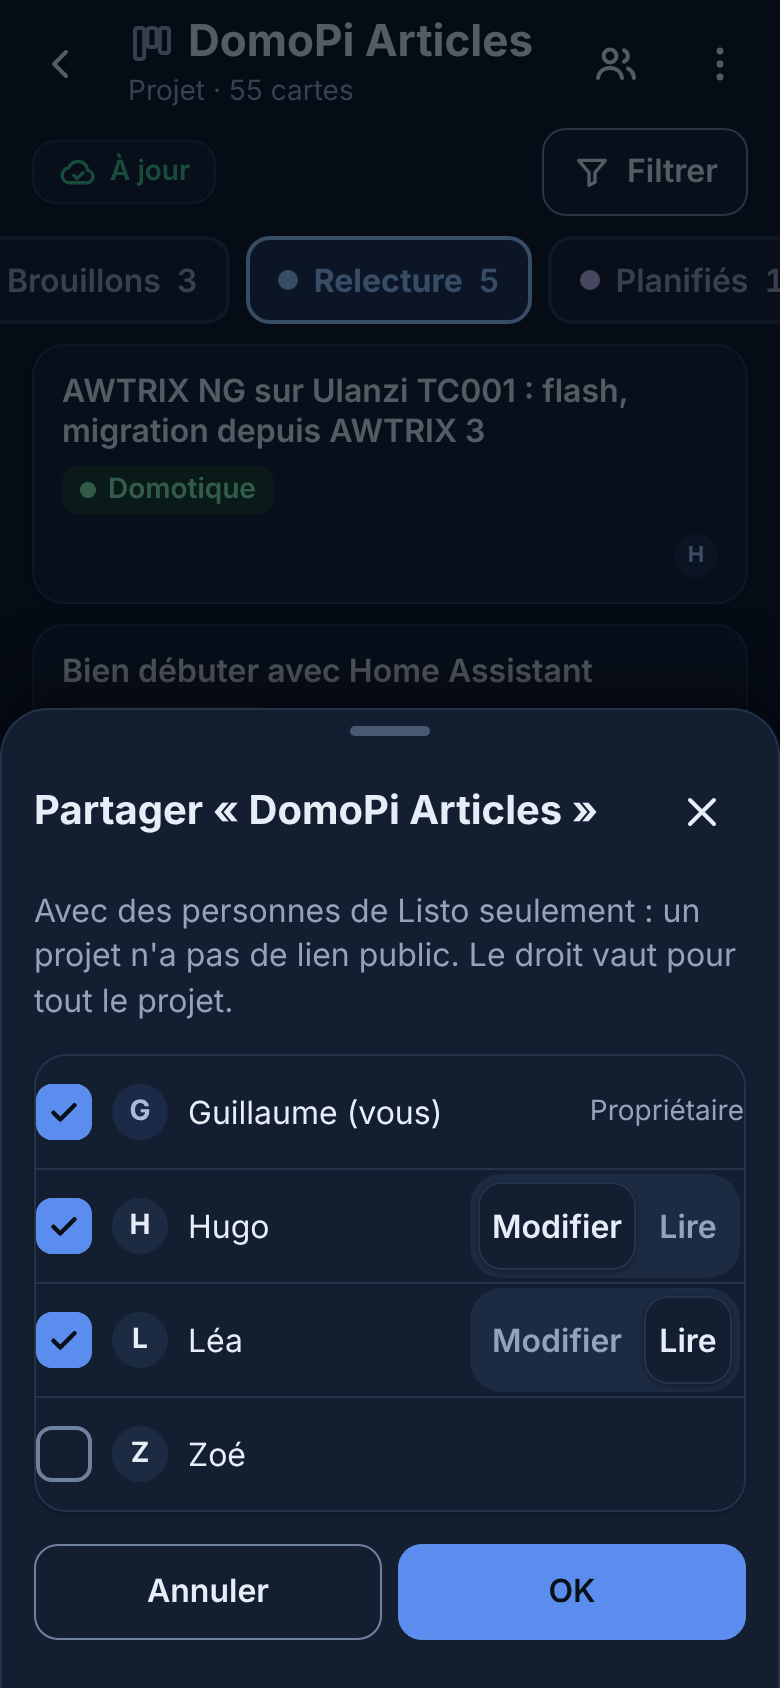 DomoPi Articles
Projet · 55 cartes
À jour
Filtrer
Brouillons 3
Relecture 5
Planifiés 1
AWTRIX NG sur Ulanzi TC001 : flash,
migration depuis AWTRIX 3
Domotique
H
Bien débuter avec Home Assistant
Partager « DomoPi Articles »
Avec des personnes de Listo seulement : un
projet n'a pas de lien public. Le droit vaut pour
tout le projet.
G Guillaume (vous) Propriétaire
H Hugo Modifier Lire
L Léa Modifier Lire
Z Zoé
Annuler
OK